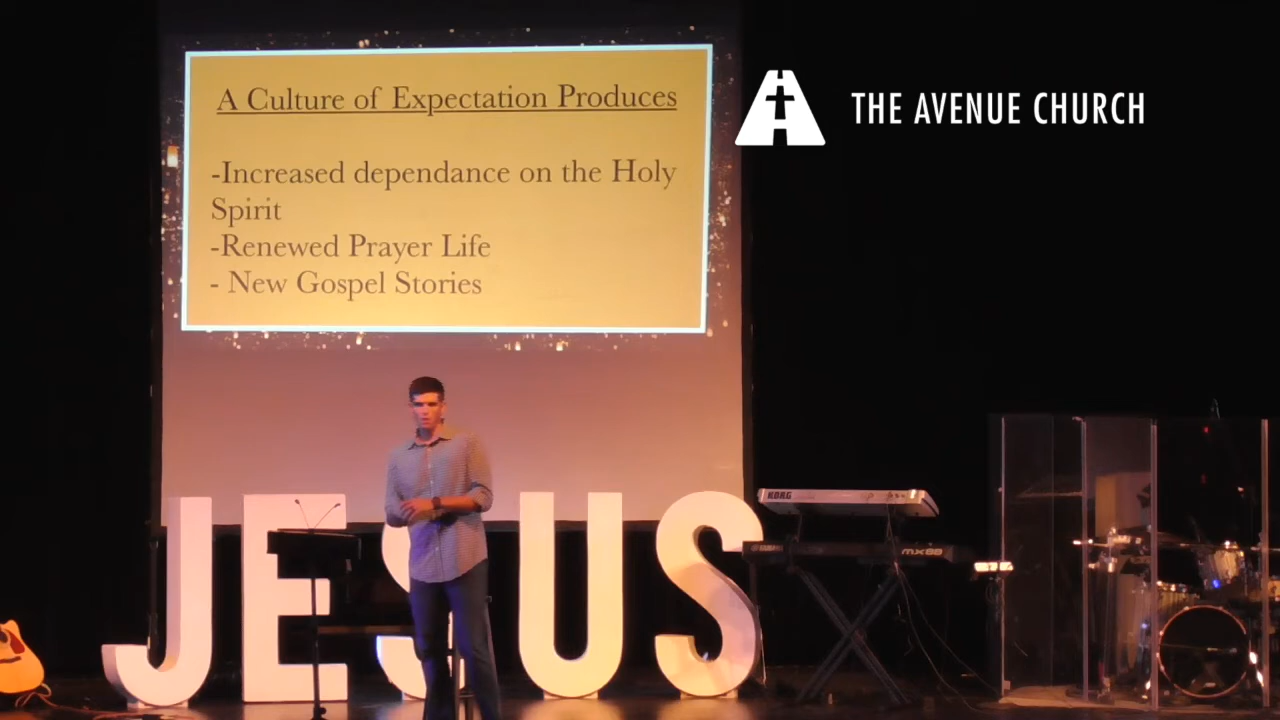 A Culture of Expectation Produces
-Increased dependance on the Holy
Spirit
-Renewed Prayer Life
- New Gospel Stories
THE AVENUE CHURCH
JESUS
KORG
YAMAHA
MX88